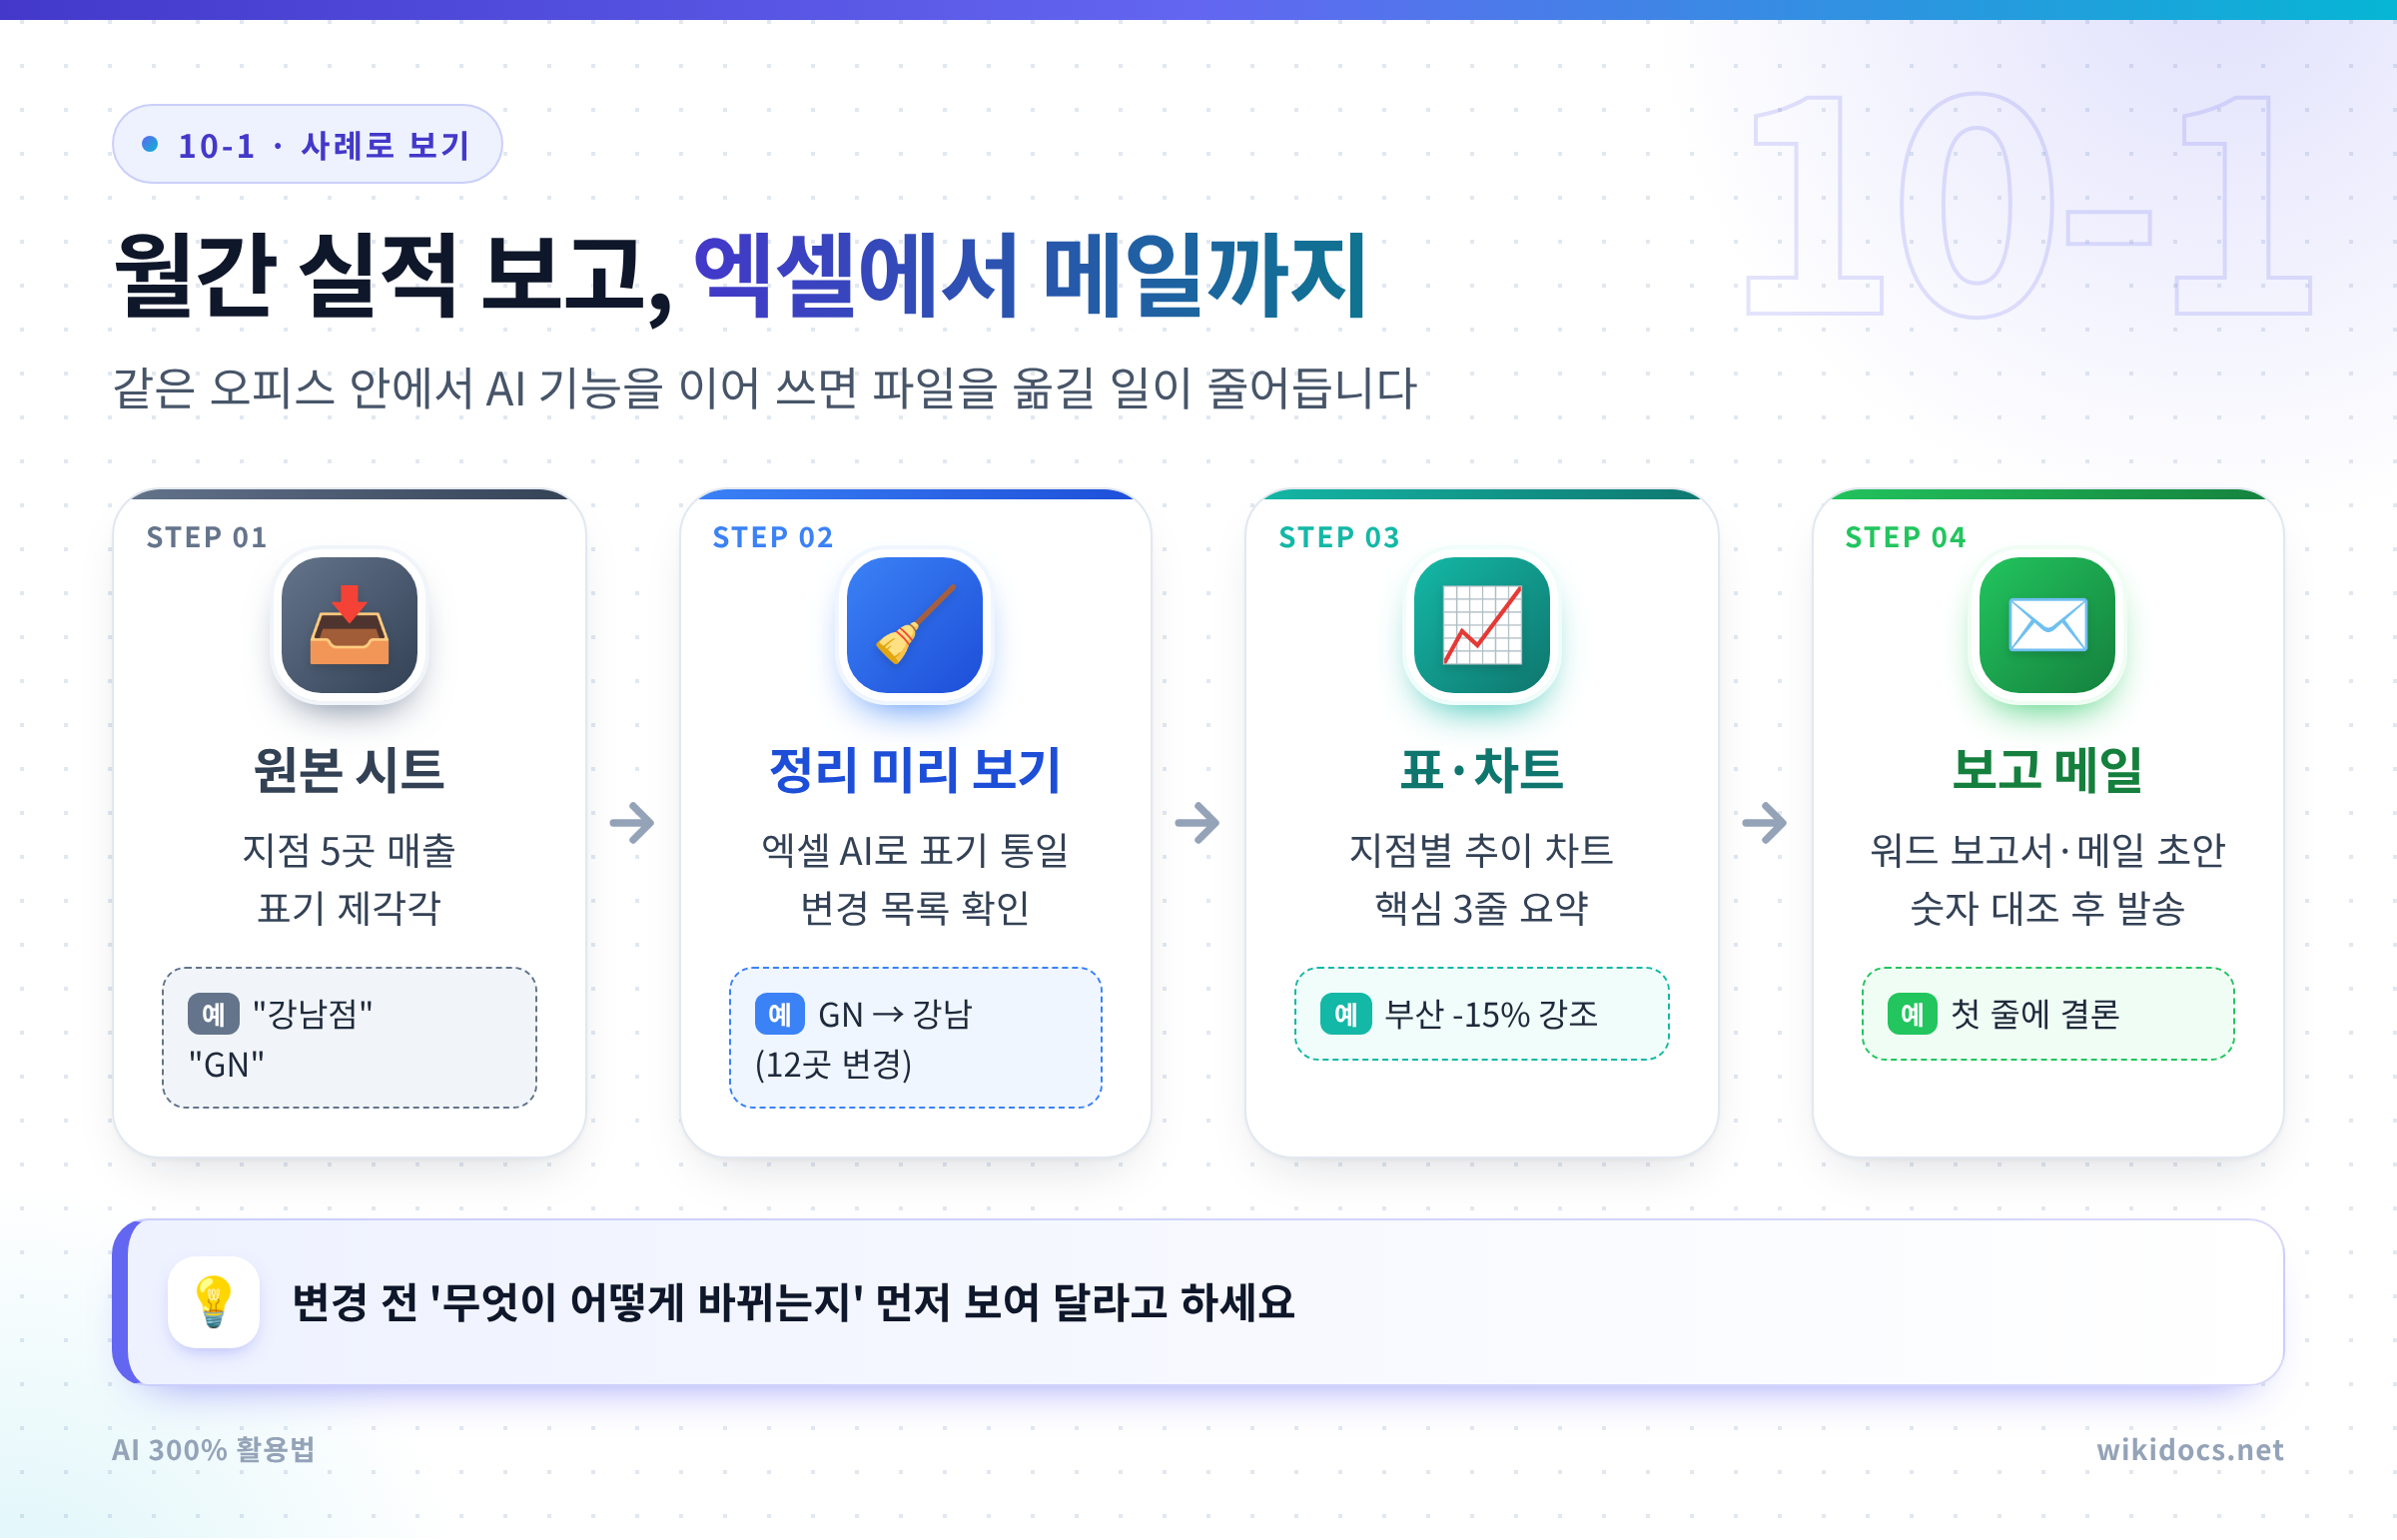 10-1 · 사례로 보기
10-1
월간 실적 보고, 엑셀에서 메일까지
같은 오피스 안에서 AI 기능을 이어 쓰면 파일을 옮길 일이 줄어듭니다
STEP 01
원본 시트
지점 5곳 매출
표기 제각각
예 "강남점"
"GN"
STEP 02
정리 미리 보기
엑셀 AI로 표기 통일
변경 목록 확인
예 GN → 강남
(12곳 변경)
STEP 03
표·차트
지점별 추이 차트
핵심 3줄 요약
예 부산 -15% 강조
STEP 04
보고 메일
워드 보고서·메일 초안
숫자 대조 후 발송
예 첫 줄에 결론
변경 전 '무엇이 어떻게 바뀌는지' 먼저 보여 달라고 하세요
AI 300% 활용법
wikidocs.net